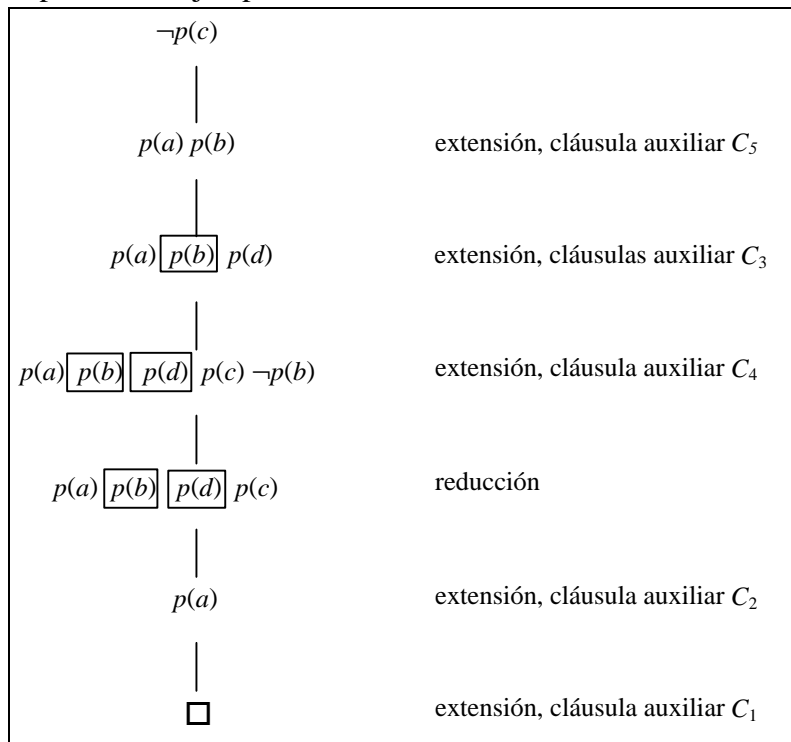 ¬p(c)
p(a) p(b) extensión, cláusula auxiliar C5
p(a) p(b) p(d) extensión, cláusulas auxiliar C3
p(a) p(b) p(d) p(c) ¬p(b) extensión, cláusula auxiliar C4
p(a) p(b) p(d) p(c) reducción
p(a) extensión, cláusula auxiliar C2
extensión, cláusula auxiliar C1